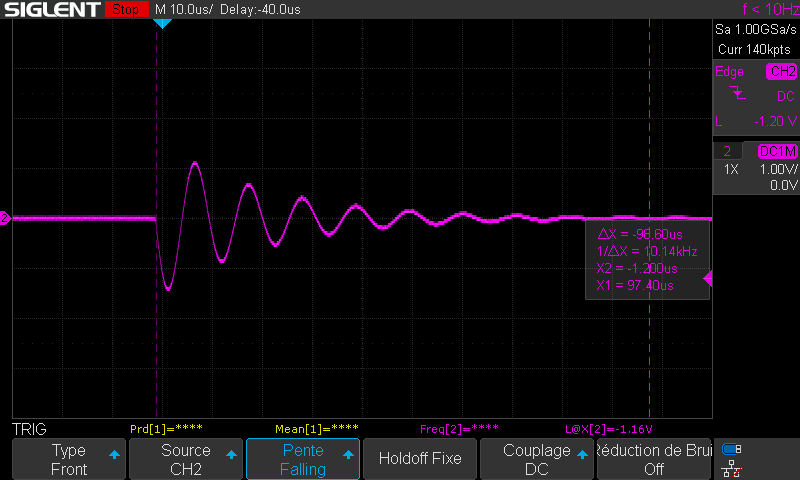 SIGLENT Stop M 10.0us/ Delay:-40.0us f < 10Hz
Sa 1.00GSa/s
Curr 140kpts
Edge CH2
DC
L -1.20 V
2 DC1M
1X 1.00V/
0.0V
2
ΔX = -98.60us
1/ΔX = 10.14kHz
X2 = -1.200us
X1 = 97.40us
TRIG Prd[1]=**** Mean[1]=**** Freq[2]=**** L@X[2]=-1.16V
Type Source Pente Holdoff Fixe Couplage Réduction de Brui
Front CH2 Falling DC Off